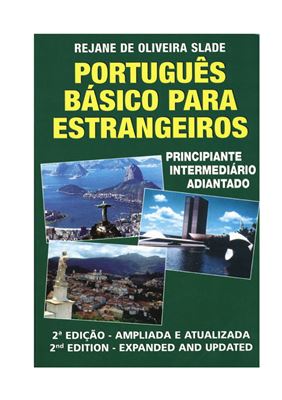 REJANE DE OLIVEIRA SLADE
PORTUGUÊS
BÁSICO PARA
ESTRANGEIROS
PRINCIPIANTE
INTERMEDIÁRIO
ADIANTADO
2ª EDIÇÃO - AMPLIADA E ATUALIZADA
2nd EDITION - EXPANDED AND UPDATED